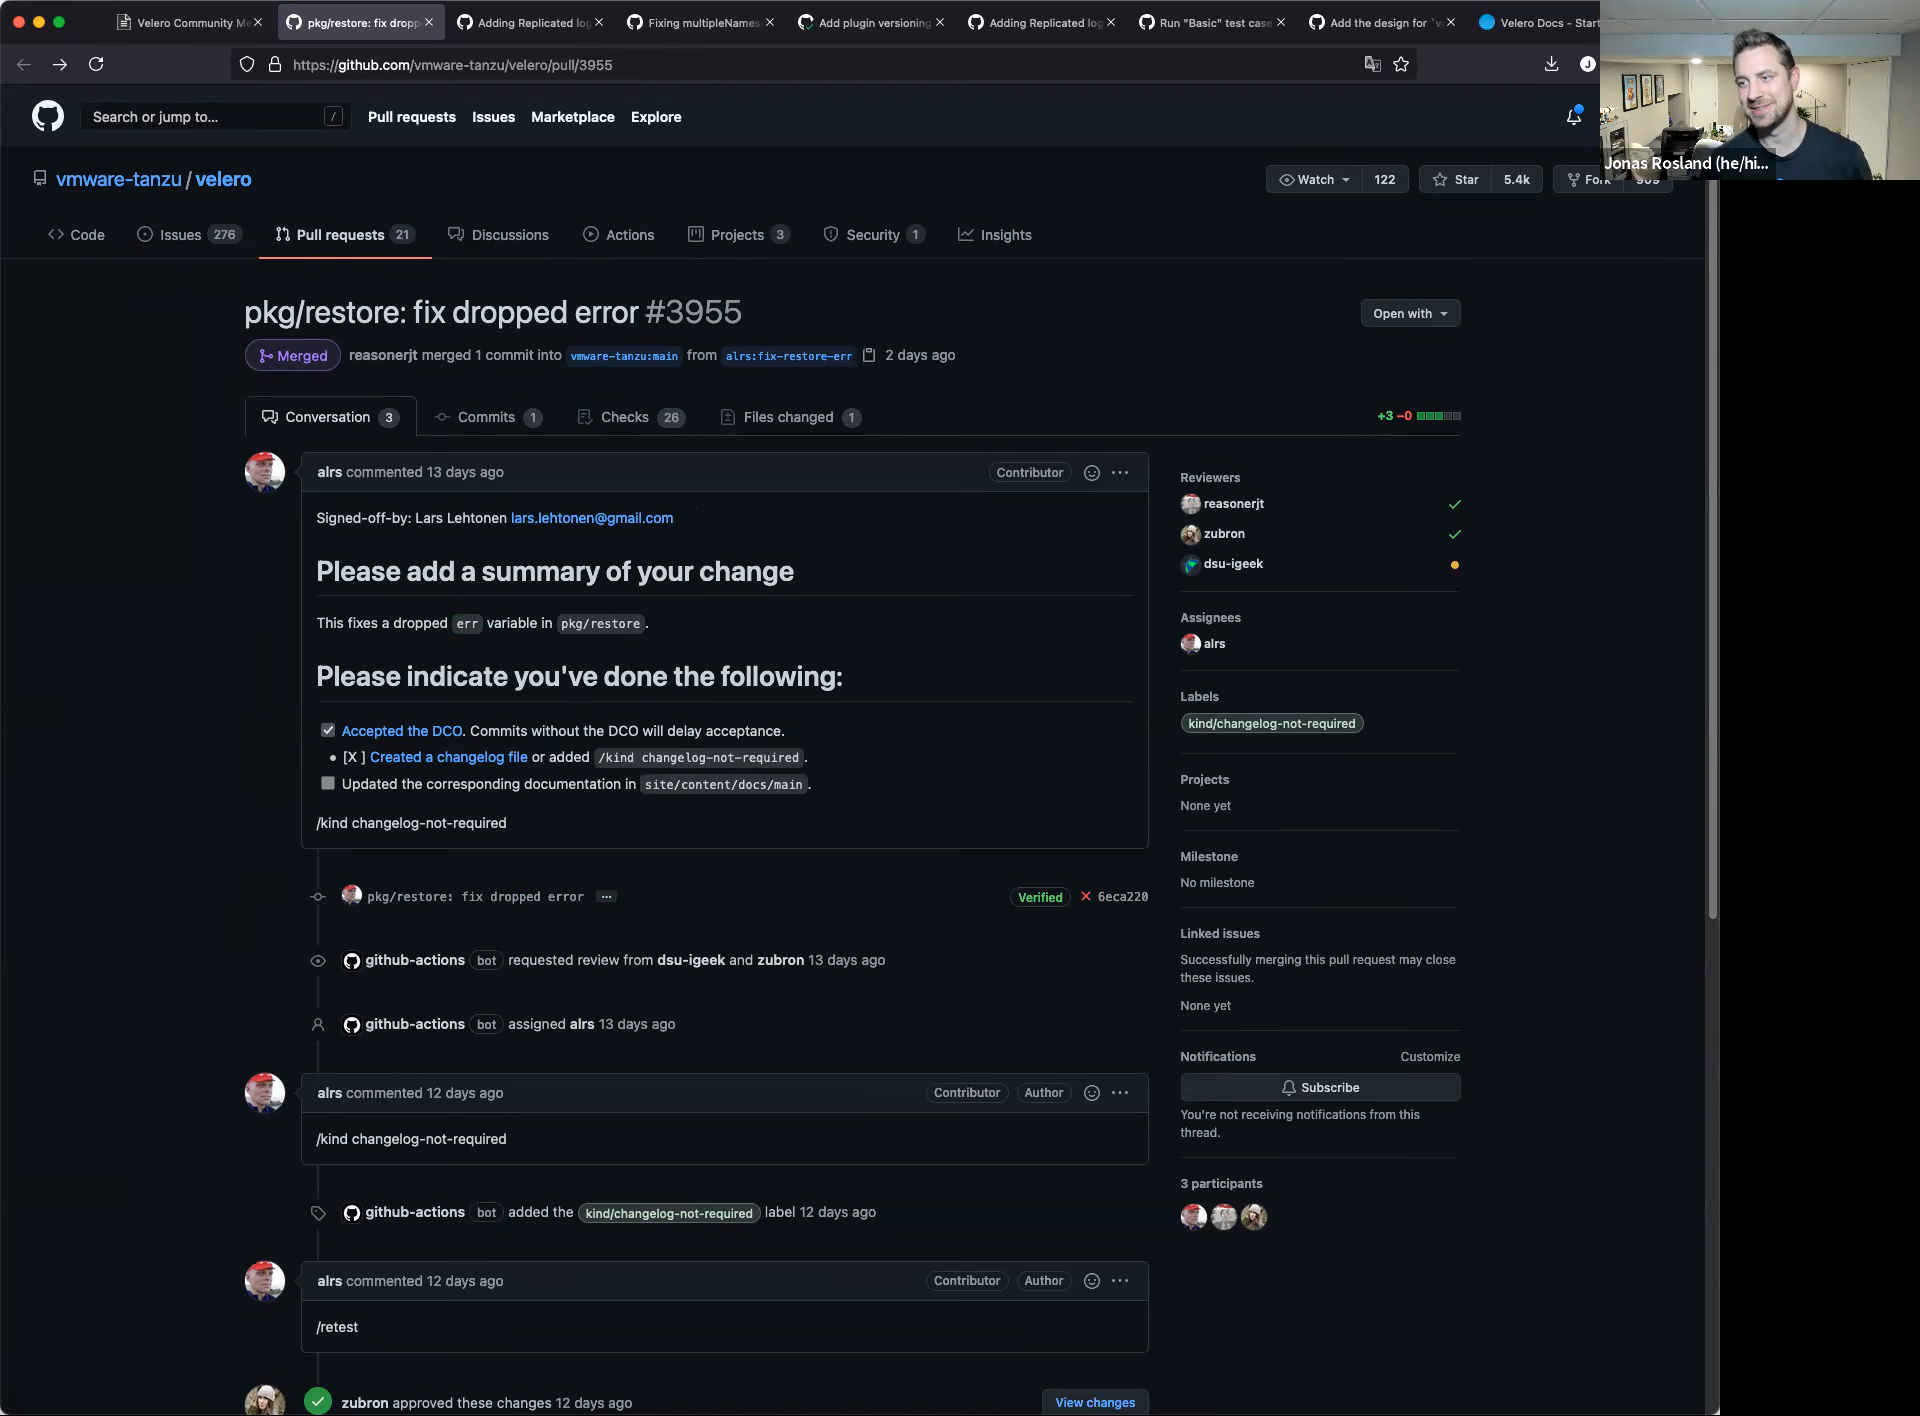 Velero Community Me
pkg/restore: fix dropp
Adding Replicated log
Fixing multipleNames
Add plugin versioning
Adding Replicated log
Run "Basic" test case
Add the design for `v
Velero Docs - Start
https://github.com/vmware-tanzu/velero/pull/3955
J
Search or jump to...
/
Pull requests
Issues
Marketplace
Explore
Jonas Rosland (he/hi...
vmware-tanzu / velero
Watch 122
Star 5.4k
Fork
Code
Issues 276
Pull requests 21
Discussions
Actions
Projects 3
Security 1
Insights
pkg/restore: fix dropped error #3955
Open with
Merged reasonerjt merged 1 commit into vmware-tanzu:main from alrs:fix-restore-err 2 days ago
Conversation 3
Commits 1
Checks 26
Files changed 1
+3 −0
alrs commented 13 days ago
Contributor
Signed-off-by: Lars Lehtonen lars.lehtonen@gmail.com
Please add a summary of your change
This fixes a dropped err variable in pkg/restore.
Please indicate you've done the following:
Accepted the DCO. Commits without the DCO will delay acceptance.
[X ] Created a changelog file or added /kind changelog-not-required.
Updated the corresponding documentation in site/content/docs/main.
/kind changelog-not-required
pkg/restore: fix dropped error ...
Verified 6eca220
github-actions bot requested review from dsu-igeek and zubron 13 days ago
github-actions bot assigned alrs 13 days ago
alrs commented 12 days ago
Contributor
Author
/kind changelog-not-required
github-actions bot added the kind/changelog-not-required label 12 days ago
alrs commented 12 days ago
Contributor
Author
/retest
zubron approved these changes 12 days ago
View changes
Reviewers
reasonerjt
zubron
dsu-igeek
Assignees
alrs
Labels
kind/changelog-not-required
Projects
None yet
Milestone
No milestone
Linked issues
Successfully merging this pull request may close
these issues.
None yet
Notifications
Customize
Subscribe
You're not receiving notifications from this
thread.
3 participants